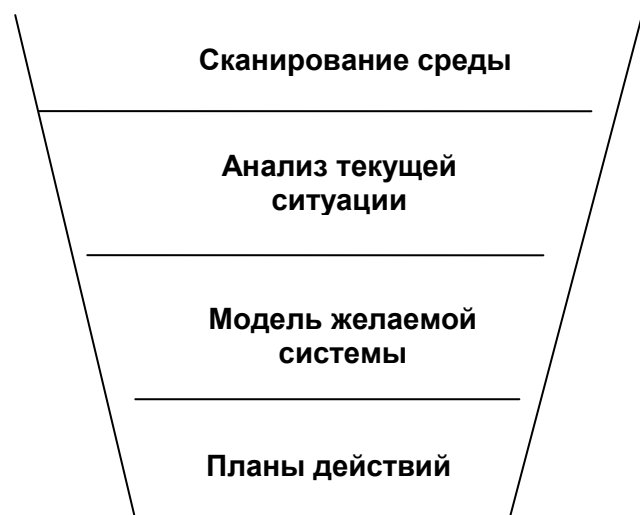 Сканирование среды
Анализ текущей
ситуации
Модель желаемой
системы
Планы действий